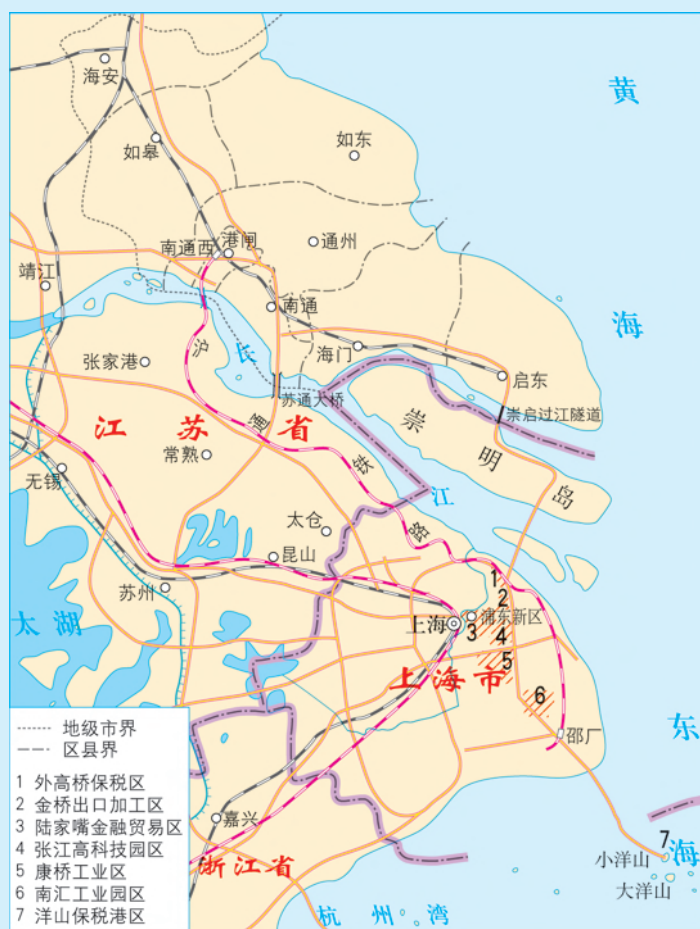 黄
海
海安
如皋
如东
南通西
港闸
通州
靖江
南通
沪
通
铁
路
长
江
海门
启东
张家港
苏通大桥
崇启过江隧道
江苏省
崇明岛
常熟
无锡
太仓
昆山
苏州
太湖
1
2
3
4
5
6
上海
浦东新区
上海市
邵厂
东
海
7
小洋山
大洋山
嘉兴
浙江省
杭州湾
地级市界
区县界
1 外高桥保税区
2 金桥出口加工区
3 陆家嘴金融贸易区
4 张江高科技园区
5 康桥工业区
6 南汇工业园区
7 洋山保税港区